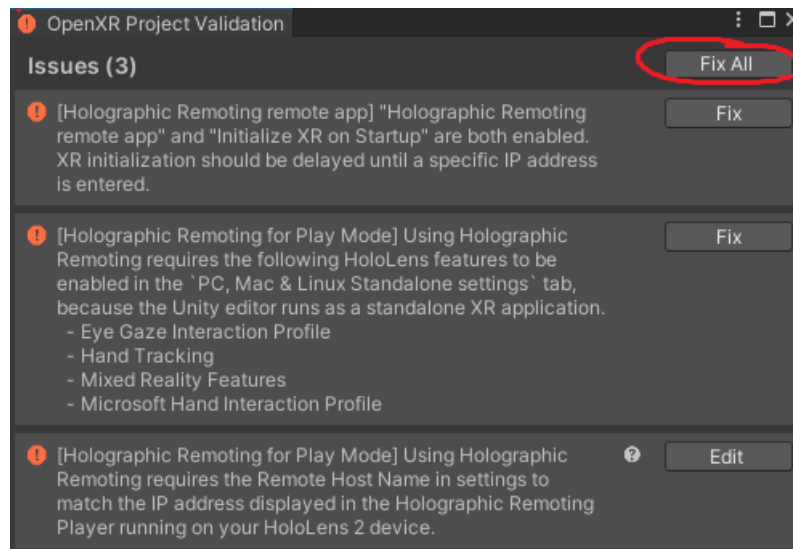 OpenXR Project Validation
Issues (3)
Fix All
[Holographic Remoting remote app] "Holographic Remoting
remote app" and "Initialize XR on Startup" are both enabled.
XR initialization should be delayed until a specific IP address
is entered.
Fix
[Holographic Remoting for Play Mode] Using Holographic
Remoting requires the following HoloLens features to be
enabled in the `PC, Mac & Linux Standalone settings` tab,
because the Unity editor runs as a standalone XR application.
- Eye Gaze Interaction Profile
- Hand Tracking
- Mixed Reality Features
- Microsoft Hand Interaction Profile
Fix
[Holographic Remoting for Play Mode] Using Holographic
Remoting requires the Remote Host Name in settings to
match the IP address displayed in the Holographic Remoting
Player running on your HoloLens 2 device.
Edit